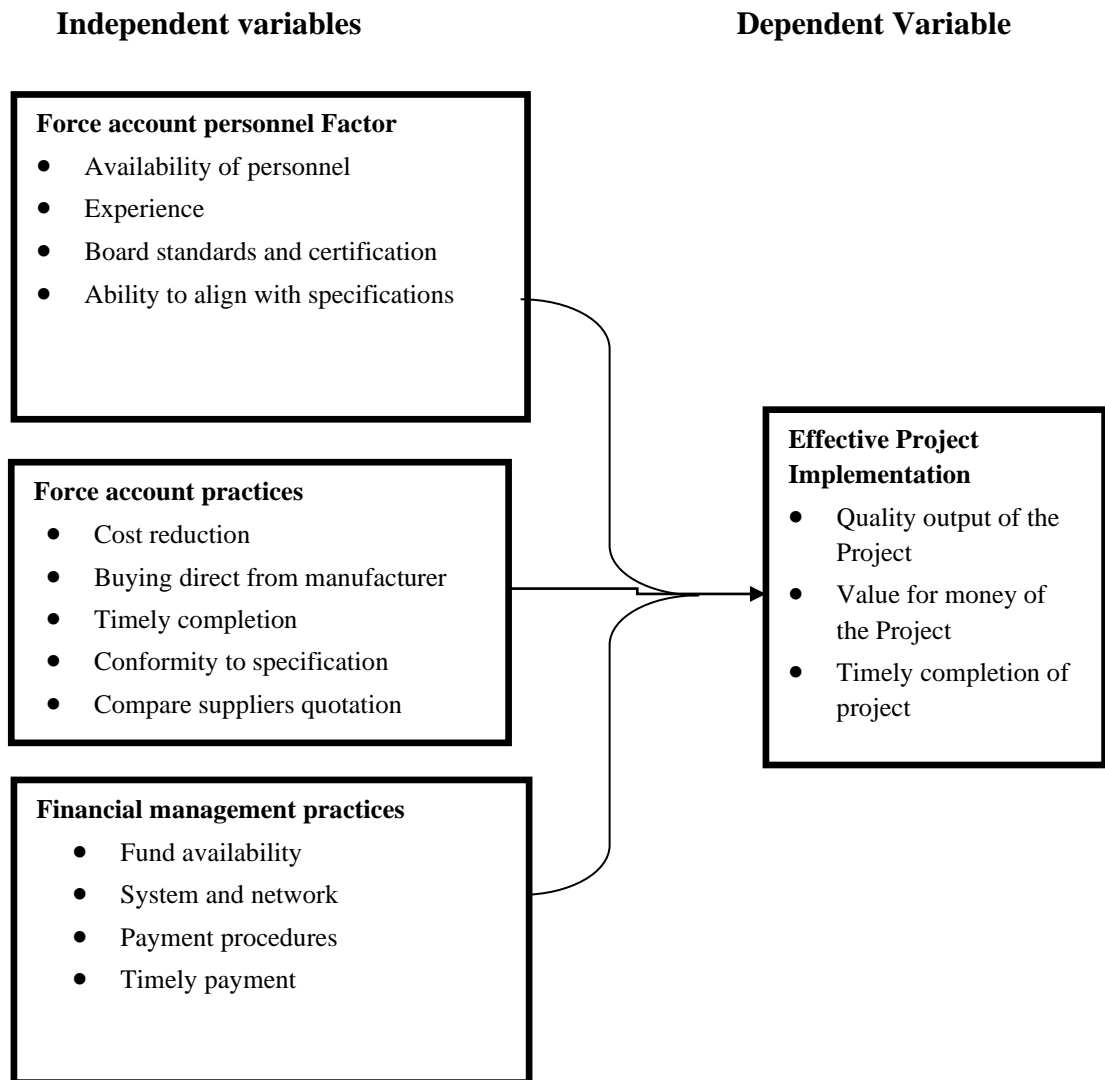 Independent variables
Dependent Variable
Force account personnel Factor
● Availability of personnel
● Experience
● Board standards and certification
● Ability to align with specifications
Force account practices
● Cost reduction
● Buying direct from manufacturer
● Timely completion
● Conformity to specification
● Compare suppliers quotation
Financial management practices
● Fund availability
● System and network
● Payment procedures
● Timely payment
Effective Project
Implementation
● Quality output of the
Project
● Value for money of
the Project
● Timely completion of
project